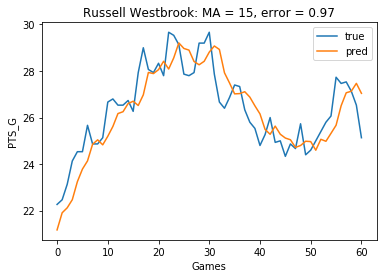 Russell Westbrook: MA = 15, error = 0.97
true
pred
30
28
26
24
22
PTS_G
0 10 20 30 40 50 60
Games